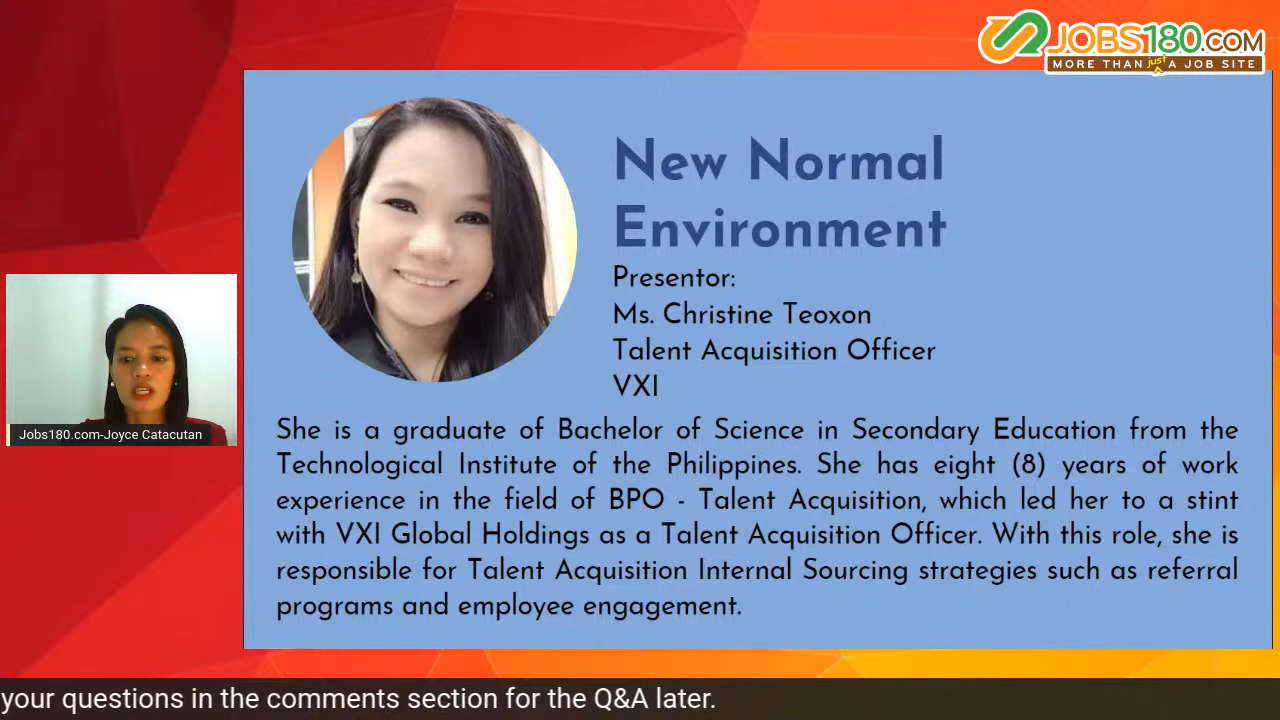 JOBS180.COM
MORE THAN just A JOB SITE
New Normal
Environment
Presentor:
Ms. Christine Teoxon
Talent Acquisition Officer
VXI
She is a graduate of Bachelor of Science in Secondary Education from the
Technological Institute of the Philippines. She has eight (8) years of work
experience in the field of BPO - Talent Acquisition, which led her to a stint
with VXI Global Holdings as a Talent Acquisition Officer. With this role, she is
responsible for Talent Acquisition Internal Sourcing strategies such as referral
programs and employee engagement.
Jobs180.com-Joyce Catacutan
your questions in the comments section for the Q&A later.